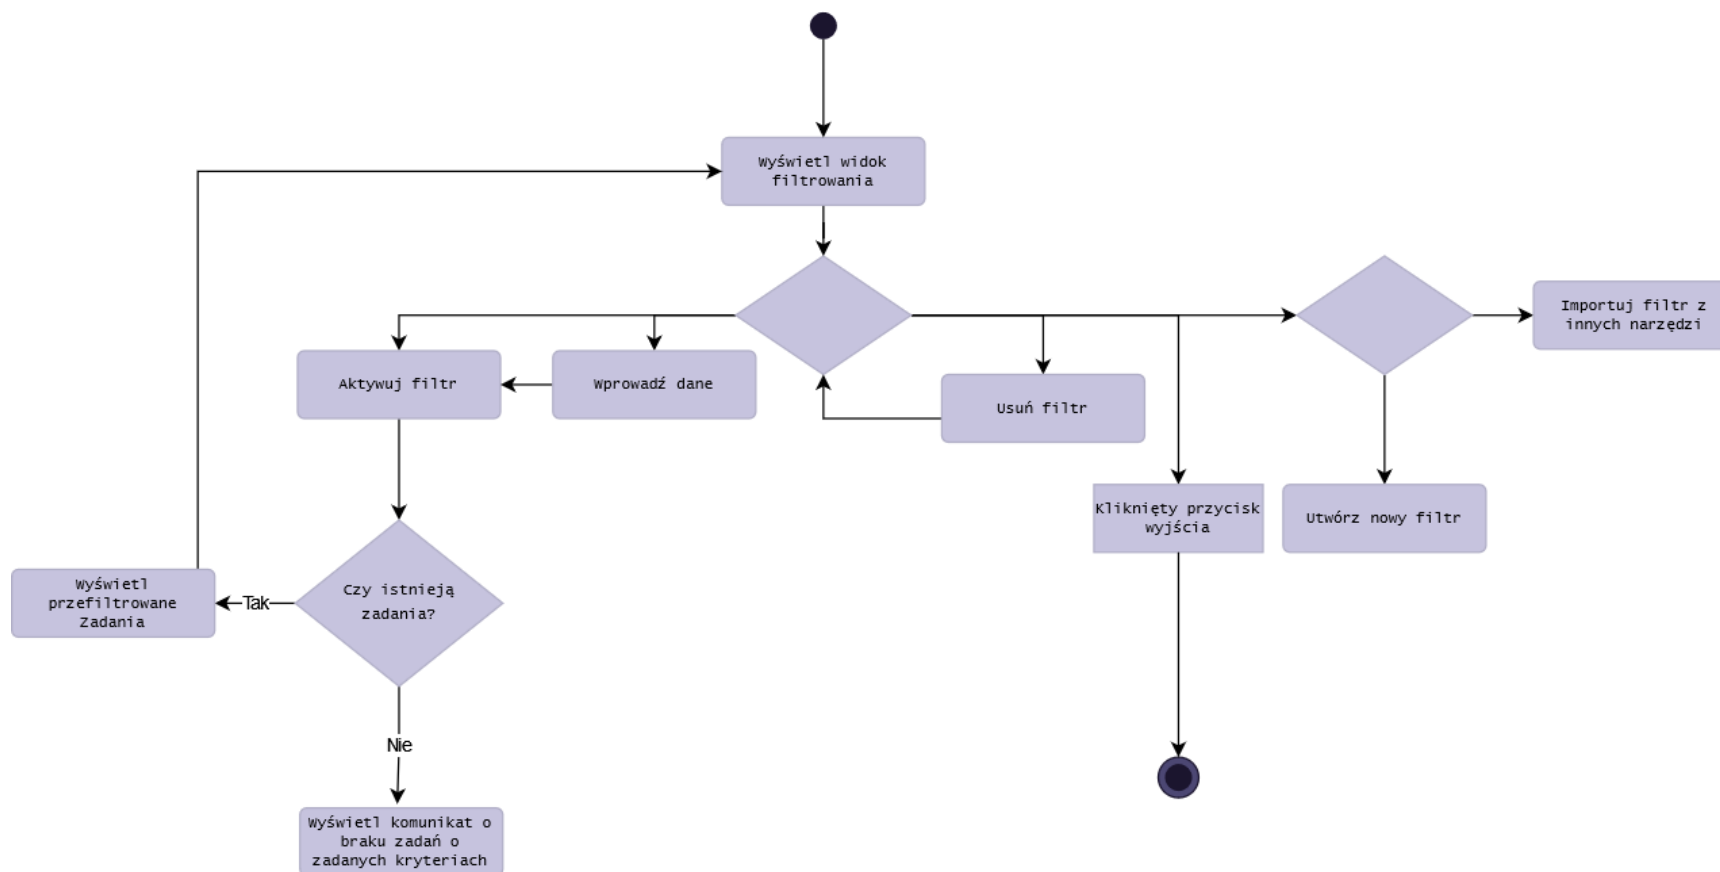 Wyświetl widok
filtrowania
Importuj filtr z
innych narzędzi
Aktywuj filtr
Wprowadź dane
Usuń filtr
Kliknięty przycisk
wyjścia
Utwórz nowy filtr
Wyświetl
przefiltrowane
Zadania
Tak
Czy istnieją
zadania?
Nie
Wyświetl komunikat o
braku zadań o
zadanych kryteriach